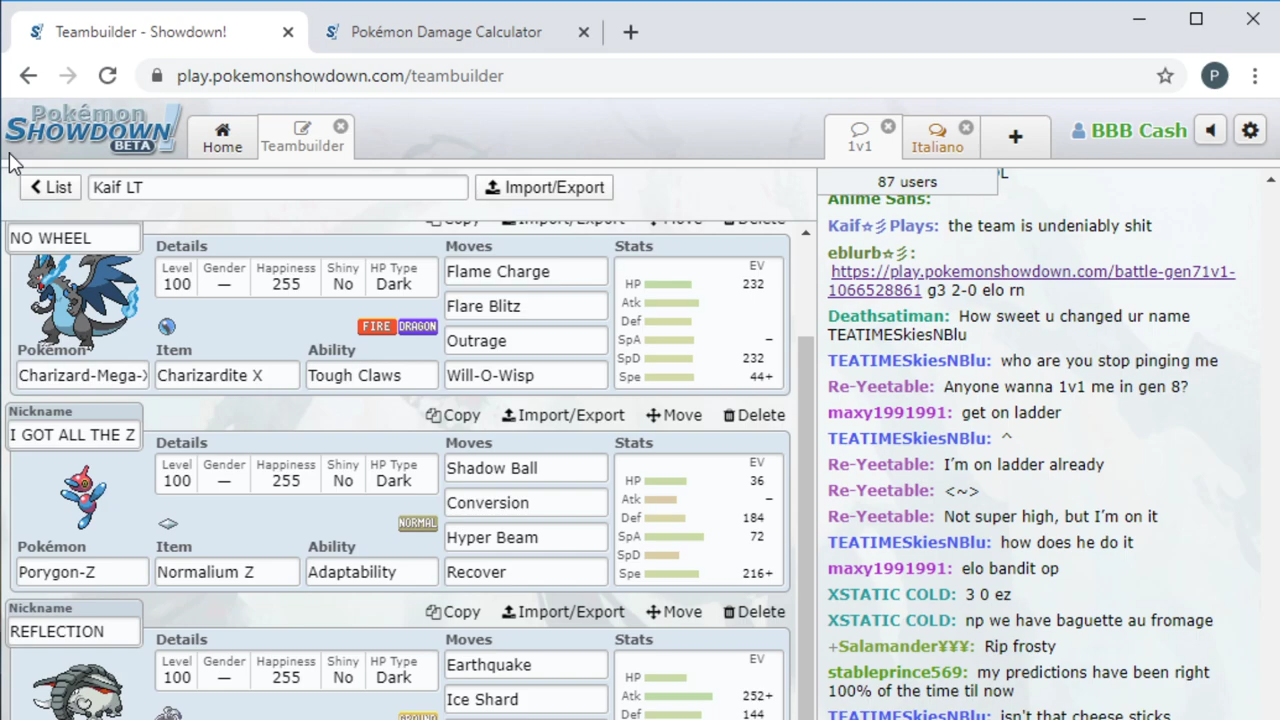 Teambuilder - Showdown!
Pokémon Damage Calculator
play.pokemonshowdown.com/teambuilder
Pokémon
SHOWDOWN!
BETA
Home
Teambuilder
1v1
Italiano
BBB Cash
List
Kaif LT
Import/Export
87 users
Copy Import/Export Move Delete
NO WHEEL
Details
Level Gender Happiness Shiny HP Type
100 — 255 No Dark
FIRE DRAGON
Pokémon Item Ability
Charizard-Mega-X Charizardite X Tough Claws
Moves
Flame Charge
Flare Blitz
Outrage
Will-O-Wisp
Stats
EV
HP 232
Atk
Def
SpA –
SpD 232
Spe 44+
Nickname
I GOT ALL THE Z
Copy Import/Export Move Delete
Details
Level Gender Happiness Shiny HP Type
100 — 255 No Dark
NORMAL
Pokémon Item Ability
Porygon-Z Normalium Z Adaptability
Moves
Shadow Ball
Conversion
Hyper Beam
Recover
Stats
EV
HP 36
Atk –
Def 184
SpA 72
SpD
Spe 216+
Nickname
REFLECTION
Copy Import/Export Move Delete
Details
Level Gender Happiness Shiny HP Type
100 — 255 No Dark
GROUND
Moves
Earthquake
Ice Shard
Stats
EV
HP
Atk 252+
Def 144
Anime Sans:
Kaif☆彡Plays: the team is undeniably shit
eblurb☆彡:
https://play.pokemonshowdown.com/battle-gen71v1-
1066528861 g3 2-0 elo rn
Deathsatiman: How sweet u changed ur name
TEATIMESkiesNBlu
TEATIMESkiesNBlu: who are you stop pinging me
Re-Yeetable: Anyone wanna 1v1 me in gen 8?
maxy1991991: get on ladder
TEATIMESkiesNBlu: ^
Re-Yeetable: I'm on ladder already
Re-Yeetable: <~>
Re-Yeetable: Not super high, but I'm on it
TEATIMESkiesNBlu: how does he do it
maxy1991991: elo bandit op
XSTATIC COLD: 3 0 ez
XSTATIC COLD: np we have baguette au fromage
+Salamander¥¥¥: Rip frosty
stableprince569: my predictions have been right
100% of the time til now
TEATIMESkiesNBlu: isn't that cheese sticks